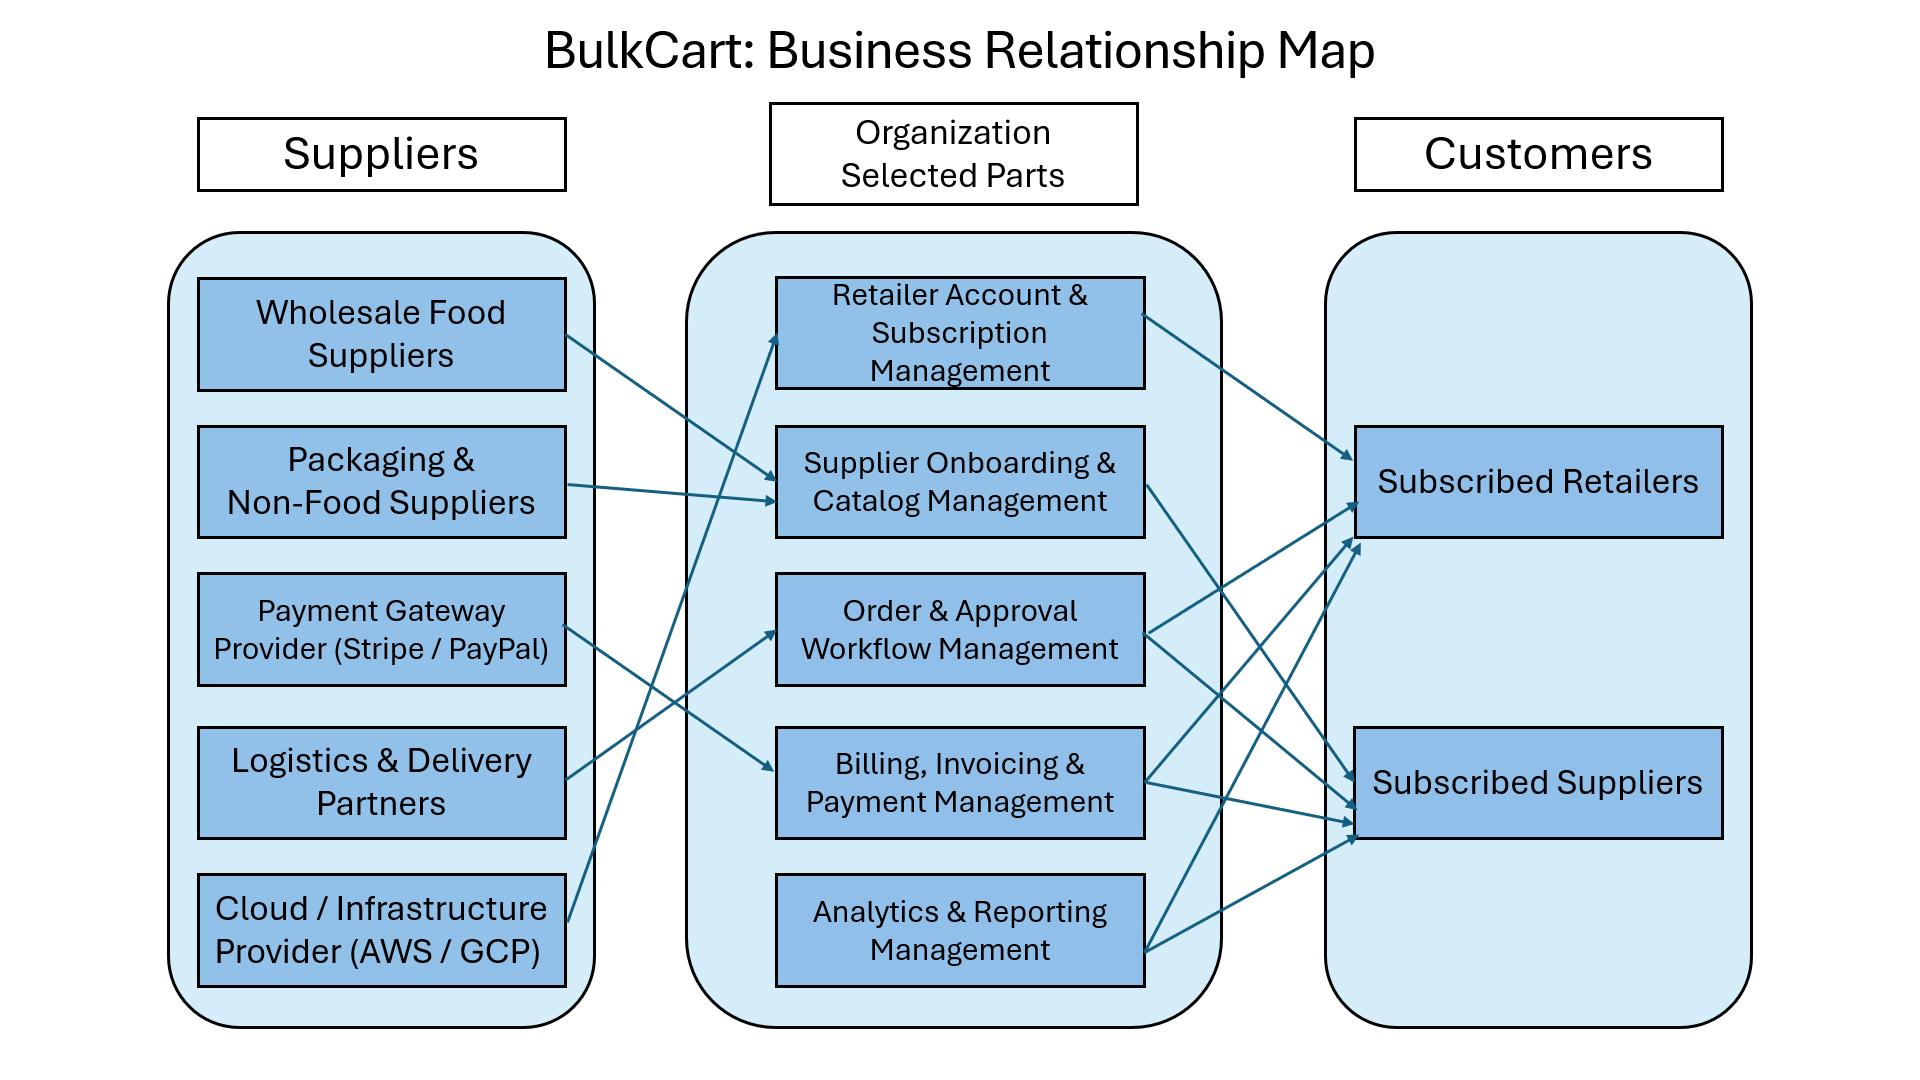 BulkCart: Business Relationship Map
Suppliers
Organization
Selected Parts
Customers
Wholesale Food
Suppliers
Packaging &
Non-Food Suppliers
Payment Gateway
Provider (Stripe / PayPal)
Logistics & Delivery
Partners
Cloud / Infrastructure
Provider (AWS / GCP)
Retailer Account &
Subscription
Management
Supplier Onboarding &
Catalog Management
Order & Approval
Workflow Management
Billing, Invoicing &
Payment Management
Analytics & Reporting
Management
Subscribed Retailers
Subscribed Suppliers